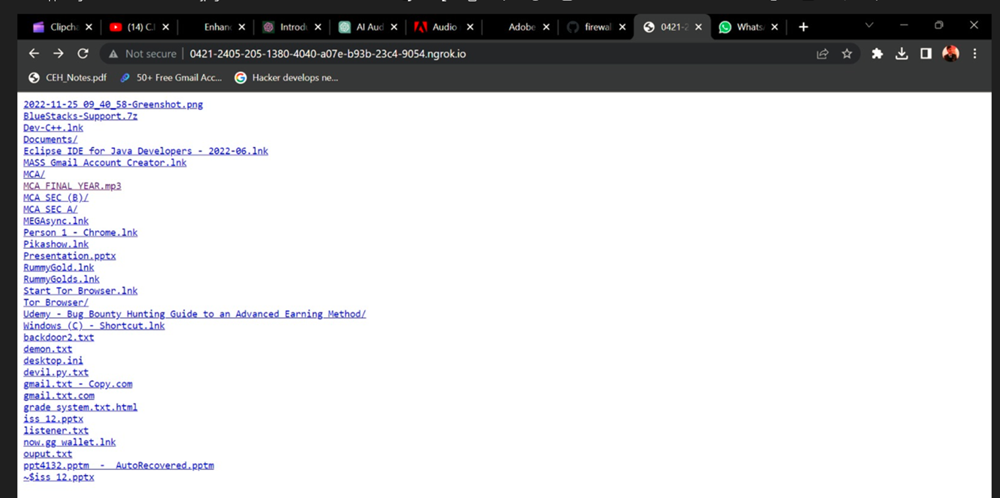 Clipcha
(14) C.I
Enhanc
Introdu
AI Aud
Audio
Adobe
firewal
0421-2
Whats
Not secure
0421-2405-205-1380-4040-a07e-b93b-23c4-9054.ngrok.io
CEH_Notes.pdf
50+ Free Gmail Acc...
Hacker develops ne...
2022-11-25 09_40_58-Greenshot.png
BlueStacks-Support.7z
Dev-C++.lnk
Documents/
Eclipse IDE for Java Developers - 2022-06.lnk
MASS Gmail Account Creator.lnk
MCA/
MCA FINAL YEAR.mp3
MCA SEC (B)/
MCA SEC A/
MEGAsync.lnk
Person 1 - Chrome.lnk
Pikashow.lnk
Presentation.pptx
RummyGold.lnk
RummyGolds.lnk
Start Tor Browser.lnk
Tor Browser/
Udemy - Bug Bounty Hunting Guide to an Advanced Earning Method/
Windows (C) - Shortcut.lnk
backdoor2.txt
demon.txt
desktop.ini
devil.py.txt
gmail.txt - Copy.com
gmail.txt.com
grade system.txt.html
iss 12.pptx
listener.txt
now.gg wallet.lnk
ouput.txt
ppt4132.pptm  -  AutoRecovered.pptm
~$iss 12.pptx